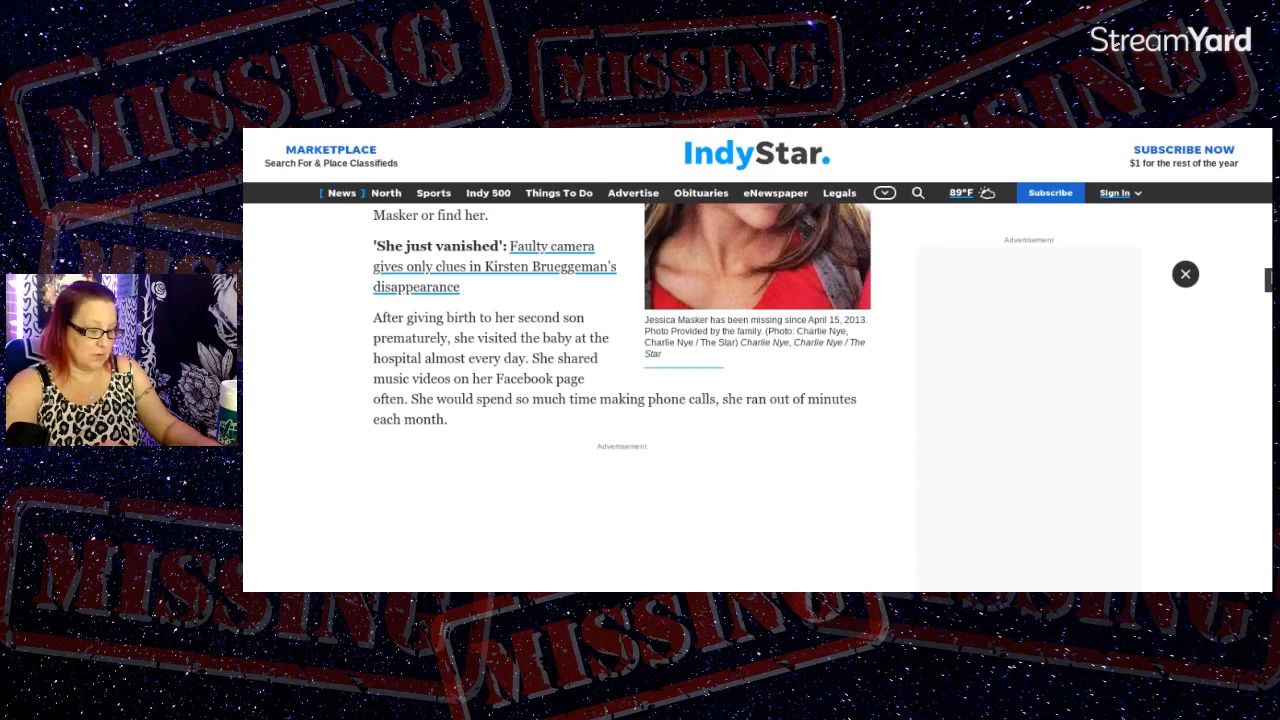 MISSING
MISSING
MISSING
StreamYard
MARKETPLACE
Search For & Place Classifieds
IndyStar.
SUBSCRIBE NOW
$1 for the rest of the year
[ News ] North Sports Indy 500 Things To Do Advertise Obituaries eNewspaper Legals 89°F Subscribe Sign In
Masker or find her.
'She just vanished': Faulty camera
gives only clues in Kirsten Brueggeman's
disappearance
After giving birth to her second son
prematurely, she visited the baby at the
hospital almost every day. She shared
music videos on her Facebook page
often. She would spend so much time making phone calls, she ran out of minutes
each month.
Jessica Masker has been missing since April 15, 2013.
Photo Provided by the family. (Photo: Charlie Nye,
Charlie Nye / The Star) Charlie Nye, Charlie Nye / The
Star
Advertisement
Advertisement
MISSING
MISSING
MISSING